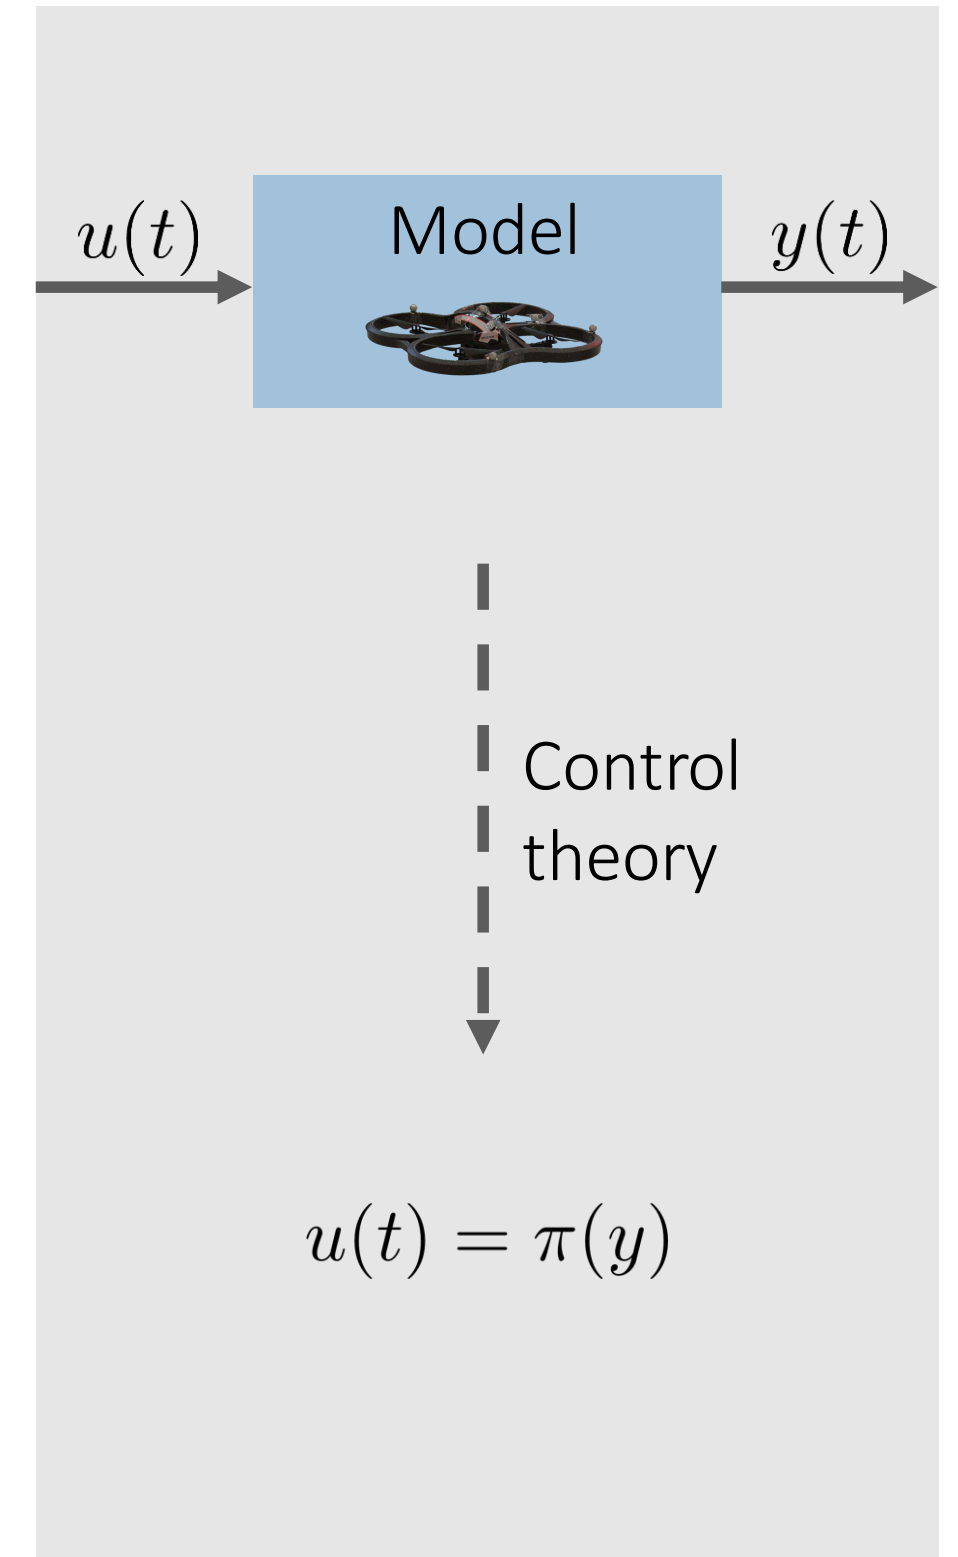 u(t)
Model
y(t)
Control
theory
u(t) = π(y)